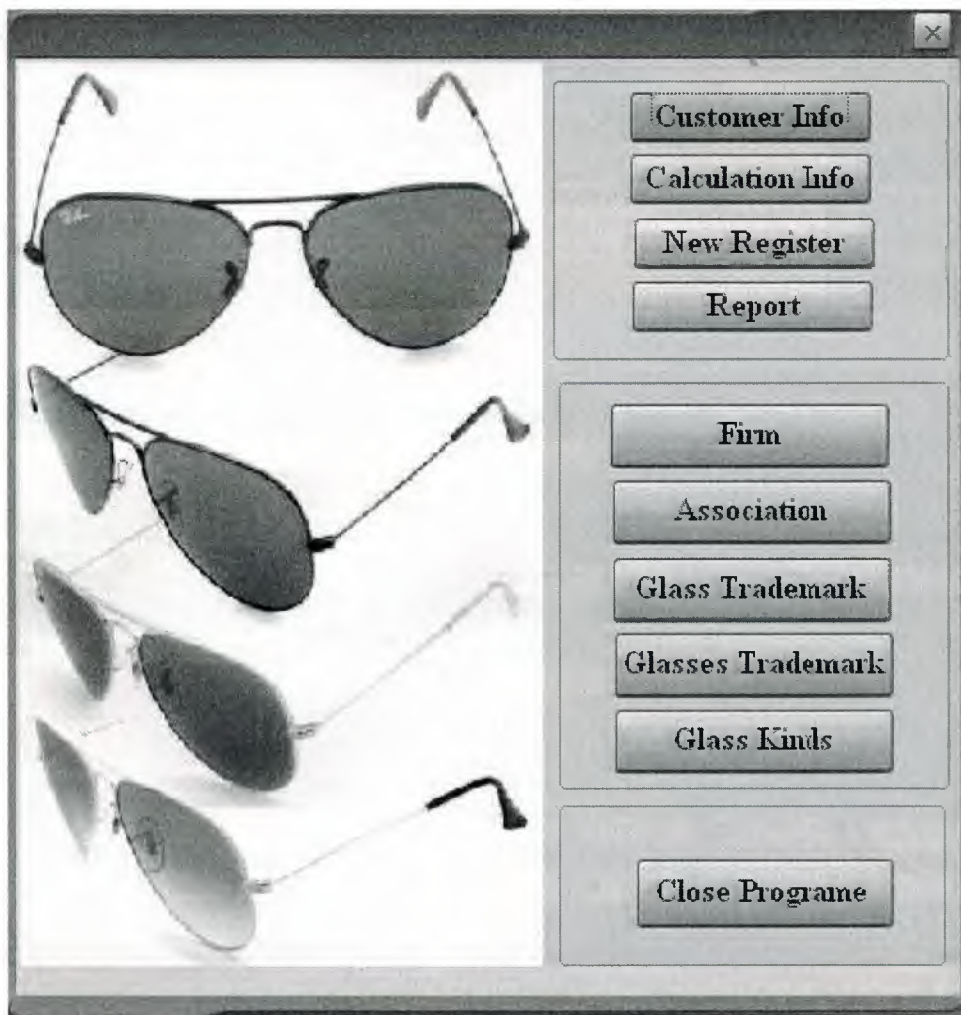 Customer Info
Calculation Info
New Register
Report
Firm
Association
Glass Trademark
Glasses Trademark
Glass Kinds
Close Programe